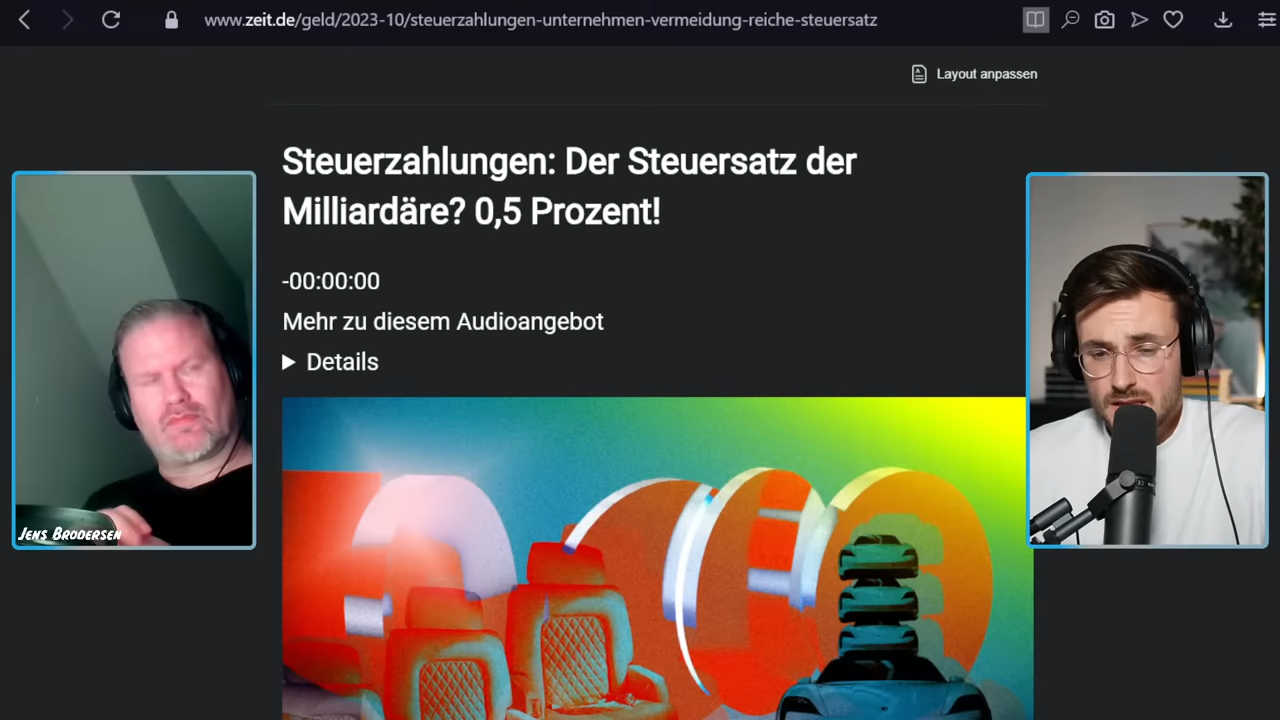 www.zeit.de/geld/2023-10/steuerzahlungen-unternehmen-vermeidung-reiche-steuersatz
Layout anpassen
Steuerzahlungen: Der Steuersatz der
Milliardäre? 0,5 Prozent!
-00:00:00
Mehr zu diesem Audioangebot
Details
Jens Brodersen